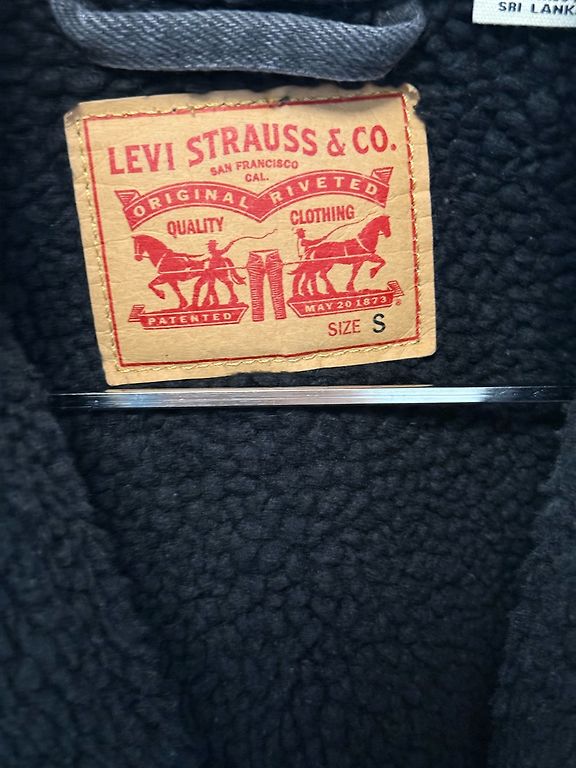 SRI LANK
LEVI STRAUSS & CO.
SAN FRANCISCO
CAL.
ORIGINAL RIVETED
QUALITY CLOTHING
PATENTED MAY 20 1873 ®
SIZE S